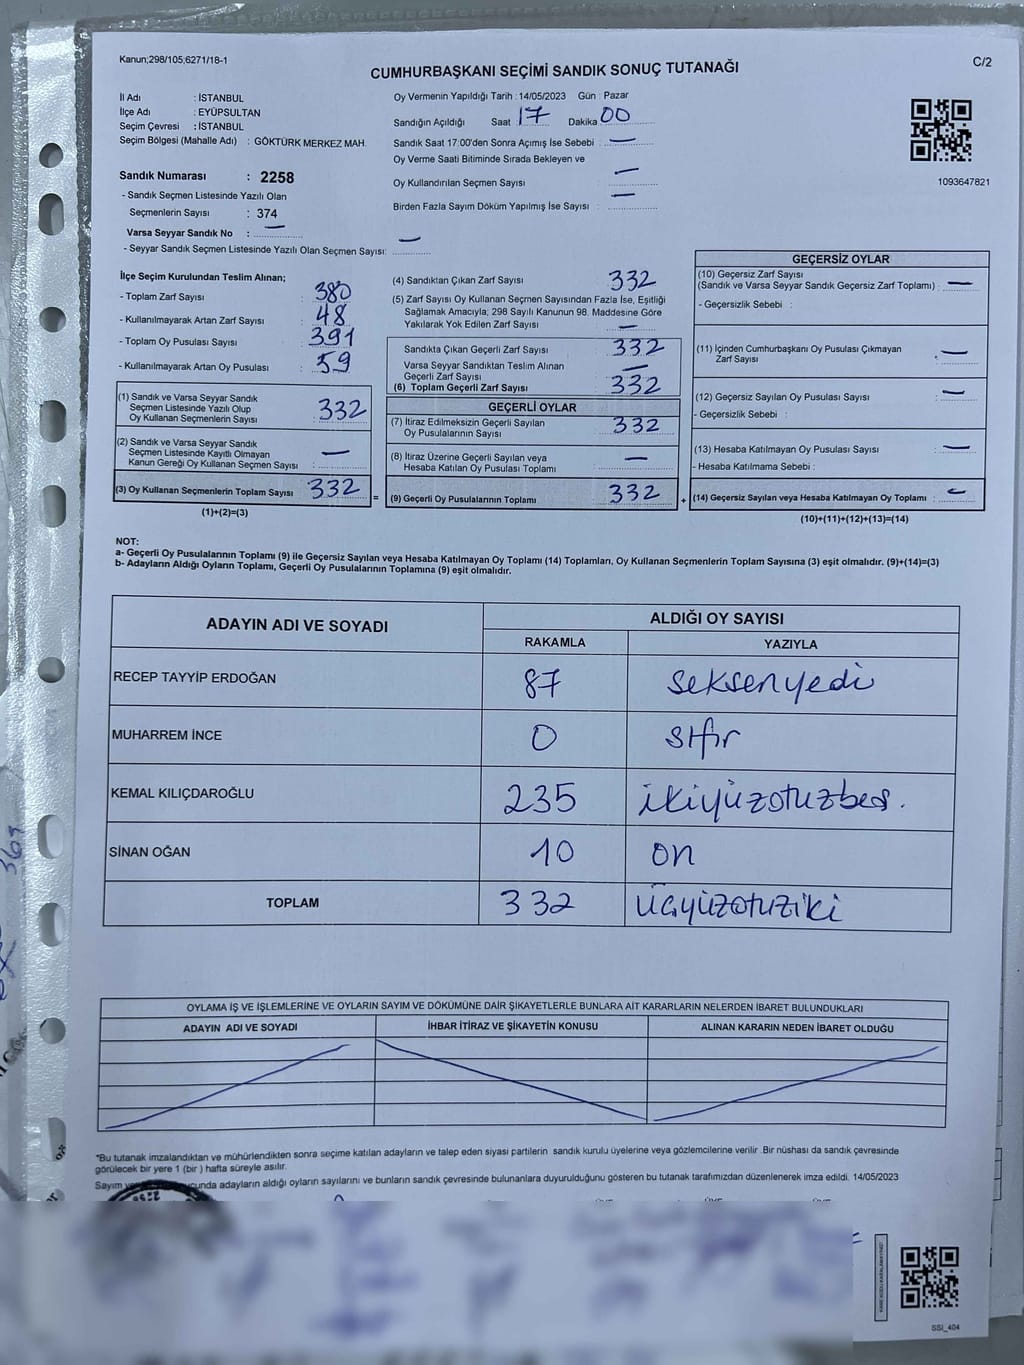 Kanun;298/105;6271/18-1
C/2
CUMHURBAŞKANI SEÇİMİ SANDIK SONUÇ TUTANAĞI
İl Adı : İSTANBUL
İlçe Adı : EYÜPSULTAN
Seçim Çevresi : İSTANBUL
Seçim Bölgesi (Mahalle Adı) : GÖKTÜRK MERKEZ MAH.
Sandık Numarası : 2258
- Sandık Seçmen Listesinde Yazılı Olan
Seçmenlerin Sayısı : 374
Varsa Seyyar Sandık No : —
- Seyyar Sandık Seçmen Listesinde Yazılı Olan Seçmen Sayısı: —
Oy Vermenin Yapıldığı Tarih : 14/05/2023 Gün : Pazar
Sandığın Açıldığı Saat 17 Dakika 00
Sandık Saat 17:00'den Sonra Açımış İse Sebebi : —
Oy Verme Saati Bitiminde Sırada Bekleyen ve
Oy Kullandırılan Seçmen Sayısı : —
Birden Fazla Sayım Döküm Yapılmış İse Sayısı : —
1093647821
İlçe Seçim Kurulundan Teslim Alınan;
- Toplam Zarf Sayısı : 380
- Kullanılmayarak Artan Zarf Sayısı : 48
- Toplam Oy Pusulası Sayısı : 391
- Kullanılmayarak Artan Oy Pusulası : 59
(1) Sandık ve Varsa Seyyar Sandık
Seçmen Listesinde Yazılı Olup
Oy Kullanan Seçmenlerin Sayısı : 332
(2) Sandık ve Varsa Seyyar Sandık
Seçmen Listesinde Kayıtlı Olmayan
Kanun Gereği Oy Kullanan Seçmen Sayısı : —
(3) Oy Kullanan Seçmenlerin Toplam Sayısı : 332 =
(1)+(2)=(3)
(4) Sandıktan Çıkan Zarf Sayısı : 332
(5) Zarf Sayısı Oy Kullanan Seçmen Sayısından Fazla İse, Eşitliği
Sağlamak Amacıyla; 298 Sayılı Kanunun 98. Maddesine Göre
Yakılarak Yok Edilen Zarf Sayısı : —
Sandıkta Çıkan Geçerli Zarf Sayısı : 332
Varsa Seyyar Sandıktan Teslim Alınan
Geçerli Zarf Sayısı : —
(6) Toplam Geçerli Zarf Sayısı : 332
GEÇERLİ OYLAR
(7) İtiraz Edilmeksizin Geçerli Sayılan
Oy Pusulalarının Sayısı : 332
(8) İtiraz Üzerine Geçerli Sayılan veya
Hesaba Katılan Oy Pusulası Toplamı : —
(9) Geçerli Oy Pusulalarının Toplamı : 332 +
GEÇERSİZ OYLAR
(10) Geçersiz Zarf Sayısı
(Sandık ve Varsa Seyyar Sandık Geçersiz Zarf Toplamı) : —
- Geçersizlik Sebebi :
(11) İçinden Cumhurbaşkanı Oy Pusulası Çıkmayan
Zarf Sayısı : —
(12) Geçersiz Sayılan Oy Pusulası Sayısı : —
- Geçersizlik Sebebi :
(13) Hesaba Katılmayan Oy Pusulası Sayısı : —
- Hesaba Katılmama Sebebi :
(14) Geçersiz Sayılan veya Hesaba Katılmayan Oy Toplamı : —
(10)+(11)+(12)+(13)=(14)
NOT:
a- Geçerli Oy Pusulalarının Toplamı (9) ile Geçersiz Sayılan veya Hesaba Katılmayan Oy Toplamı (14) Toplamları, Oy Kullanan Seçmenlerin Toplam Sayısına (3) eşit olmalıdır. (9)+(14)=(3)
b- Adayların Aldığı Oyların Toplamı, Geçerli Oy Pusulalarının Toplamına (9) eşit olmalıdır.
ADAYIN ADI VE SOYADI ALDIĞI OY SAYISI
RAKAMLA YAZIYLA
RECEP TAYYİP ERDOĞAN 87 seksenyedi
MUHARREM İNCE 0 sıfır
KEMAL KILIÇDAROĞLU 235 ikiyüzotuzbeş.
SİNAN OĞAN 10 on
TOPLAM 332 üçyüzotuziki
OYLAMA İŞ VE İŞLEMLERİNE VE OYLARIN SAYIM VE DÖKÜMÜNE DAİR ŞİKAYETLERLE BUNLARA AİT KARARLARIN NELERDEN İBARET BULUNDUKLARI
ADAYIN ADI VE SOYADI İHBAR İTİRAZ VE ŞİKAYETİN KONUSU ALINAN KARARIN NEDEN İBARET OLDUĞU
*Bu tutanak imzalandıktan ve mühürlendikten sonra seçime katılan adayların ve talep eden siyasi partilerin sandık kurulu üyelerine veya gözlemcilerine verilir .Bir nüshası da sandık çevresinde
görülecek bir yere 1 (bir ) hafta süreyle asılır.
Sayım adayların aldığı oyların sayılarını ve bunların sandık çevresinde bulunanlara duyurulduğunu gösteren bu tutanak tarafımızdan düzenlenerek imza edildi. 14/05/2023
SSİ_404